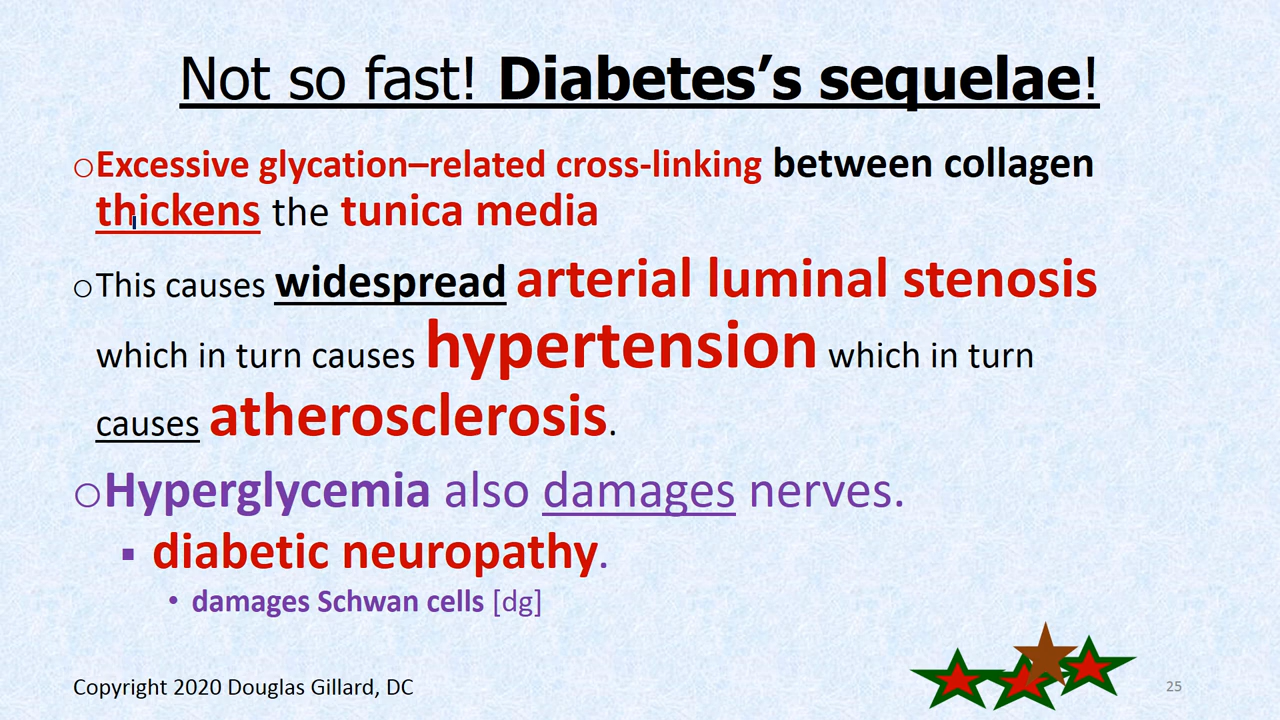 Not so fast! Diabetes’s sequelae!
○Excessive glycation–related cross-linking between collagen
thickens the tunica media
○This causes widespread arterial luminal stenosis
which in turn causes hypertension which in turn
causes atherosclerosis.
○Hyperglycemia also damages nerves.
▪ diabetic neuropathy.
• damages Schwan cells [dg]
Copyright 2020 Douglas Gillard, DC
25